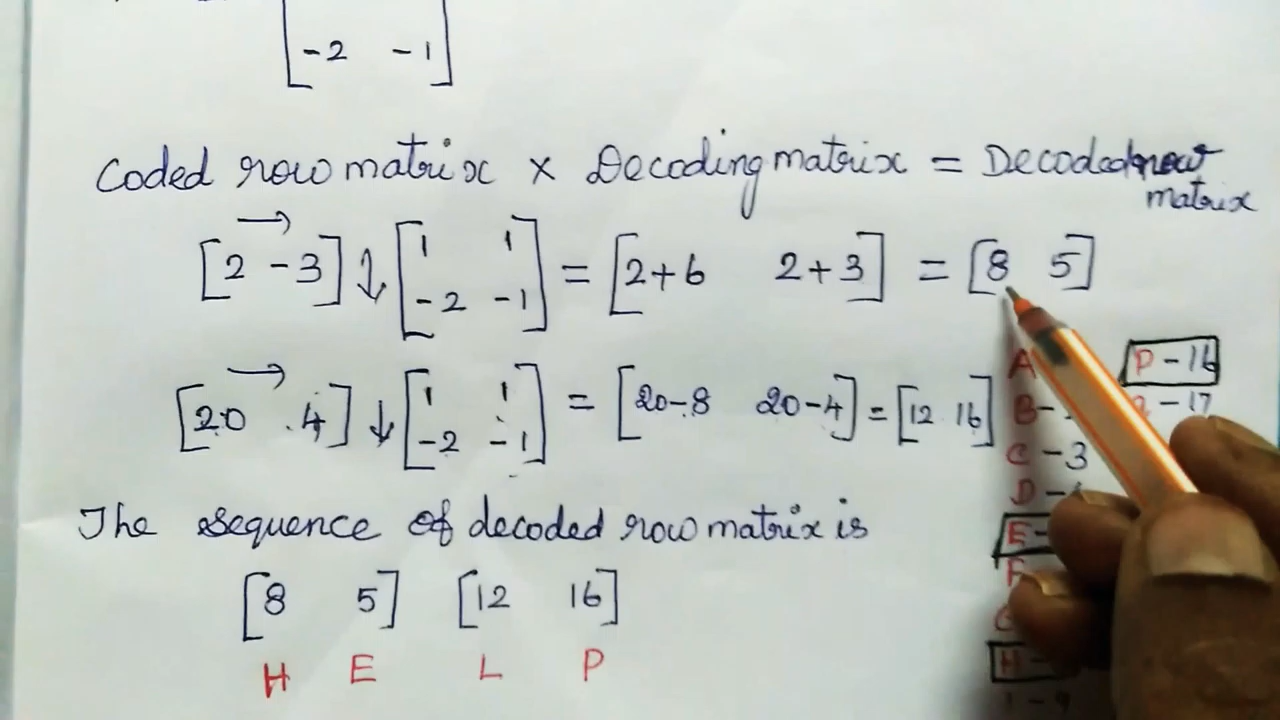 [-2 -1]
Coded row matrix × Decoding matrix = Decoded row
matrix
[2 -3] ↓ [1 1 = [2+6 2+3] = [8 5]
-2 -1]
[20 4] ↓ [1 1 = [20-8 20-4] = [12 16]
-2 -1]
The sequence of decoded row matrix is
[8 5] [12 16]
H E L P
A
B -
C - 3
D -
E -
F
G
H -
P - 16
- 17